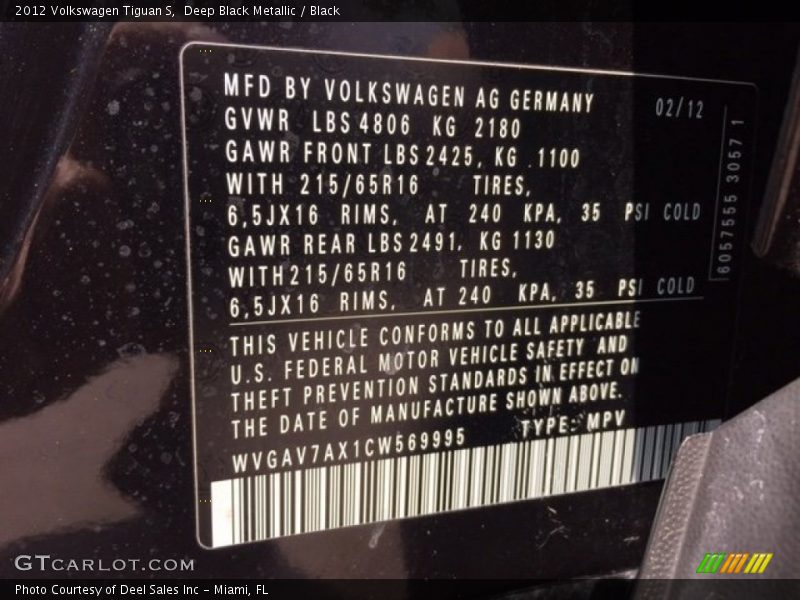 2012 Volkswagen Tiguan S, Deep Black Metallic / Black
MFD BY VOLKSWAGEN AG GERMANY 02/12
GVWR LBS 4806 KG 2180
GAWR FRONT LBS 2425, KG .1100
WITH 215/65R16 TIRES,
6,5JX16 RIMS, AT 240 KPA, 35 PSI COLD
GAWR REAR LBS 2491, KG 1130
WITH 215/65R16 TIRES,
6,5JX16 RIMS, AT 240 KPA, 35 PSI COLD
6057555 3057 1
THIS VEHICLE CONFORMS TO ALL APPLICABLE
U.S. FEDERAL MOTOR VEHICLE SAFETY AND
THEFT PREVENTION STANDARDS IN EFFECT ON
THE DATE OF MANUFACTURE SHOWN ABOVE.
WVGAV7AX1CW569995 TYPE: MPV
GTCARLOT.COM
Photo Courtesy of Deel Sales Inc - Miami, FL